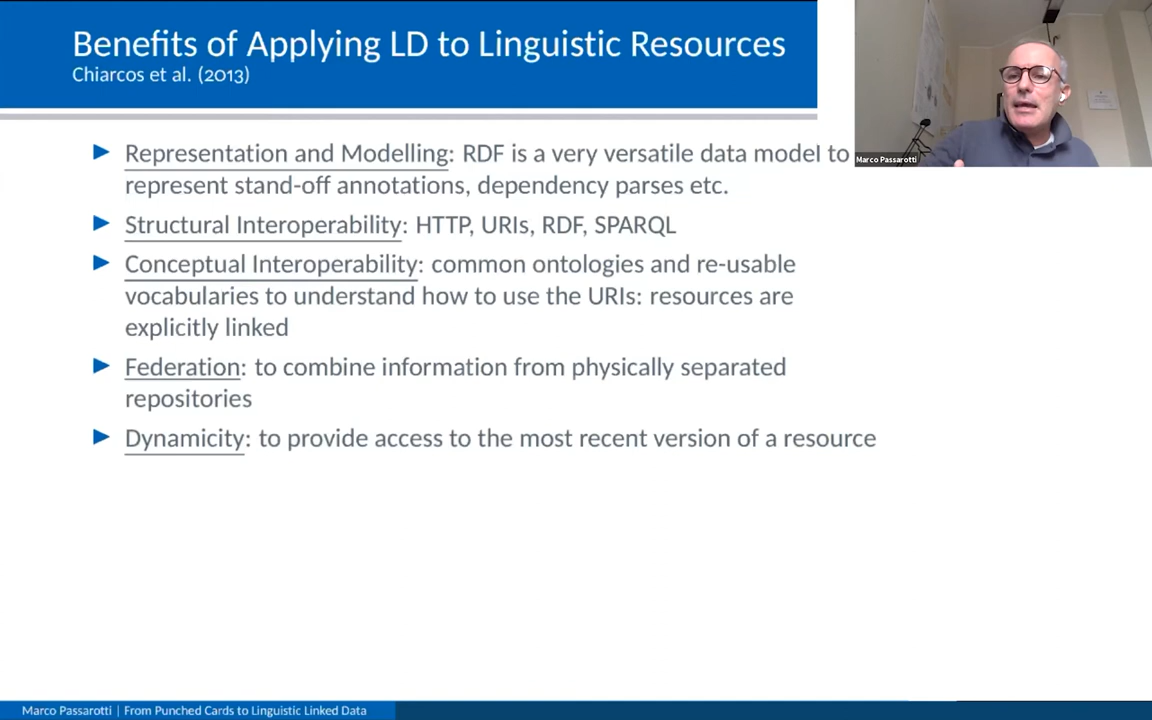 Benefits of Applying LD to Linguistic Resources
Chiarcos et al. (2013)
► Representation and Modelling: RDF is a very versatile data model to
represent stand-off annotations, dependency parses etc.
► Structural Interoperability: HTTP, URIs, RDF, SPARQL
► Conceptual Interoperability: common ontologies and re-usable
vocabularies to understand how to use the URIs: resources are
explicitly linked
► Federation: to combine information from physically separated
repositories
► Dynamicity: to provide access to the most recent version of a resource
Marco Passarotti
Marco Passarotti | From Punched Cards to Linguistic Linked Data